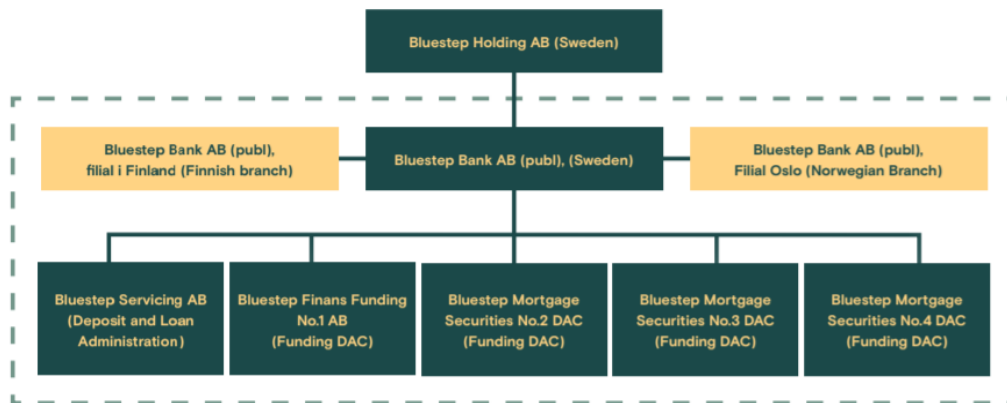 Bluestep Holding AB (Sweden)
Bluestep Bank AB (publ),
filial i Finland (Finnish branch)
Bluestep Bank AB (publ), (Sweden)
Bluestep Bank AB (publ),
Filial Oslo (Norwegian Branch)
Bluestep Servicing AB
(Deposit and Loan
Administration)
Bluestep Finans Funding
No.1 AB
(Funding DAC)
Bluestep Mortgage
Securities No.2 DAC
(Funding DAC)
Bluestep Mortgage
Securities No.3 DAC
(Funding DAC)
Bluestep Mortgage
Securities No.4 DAC
(Funding DAC)